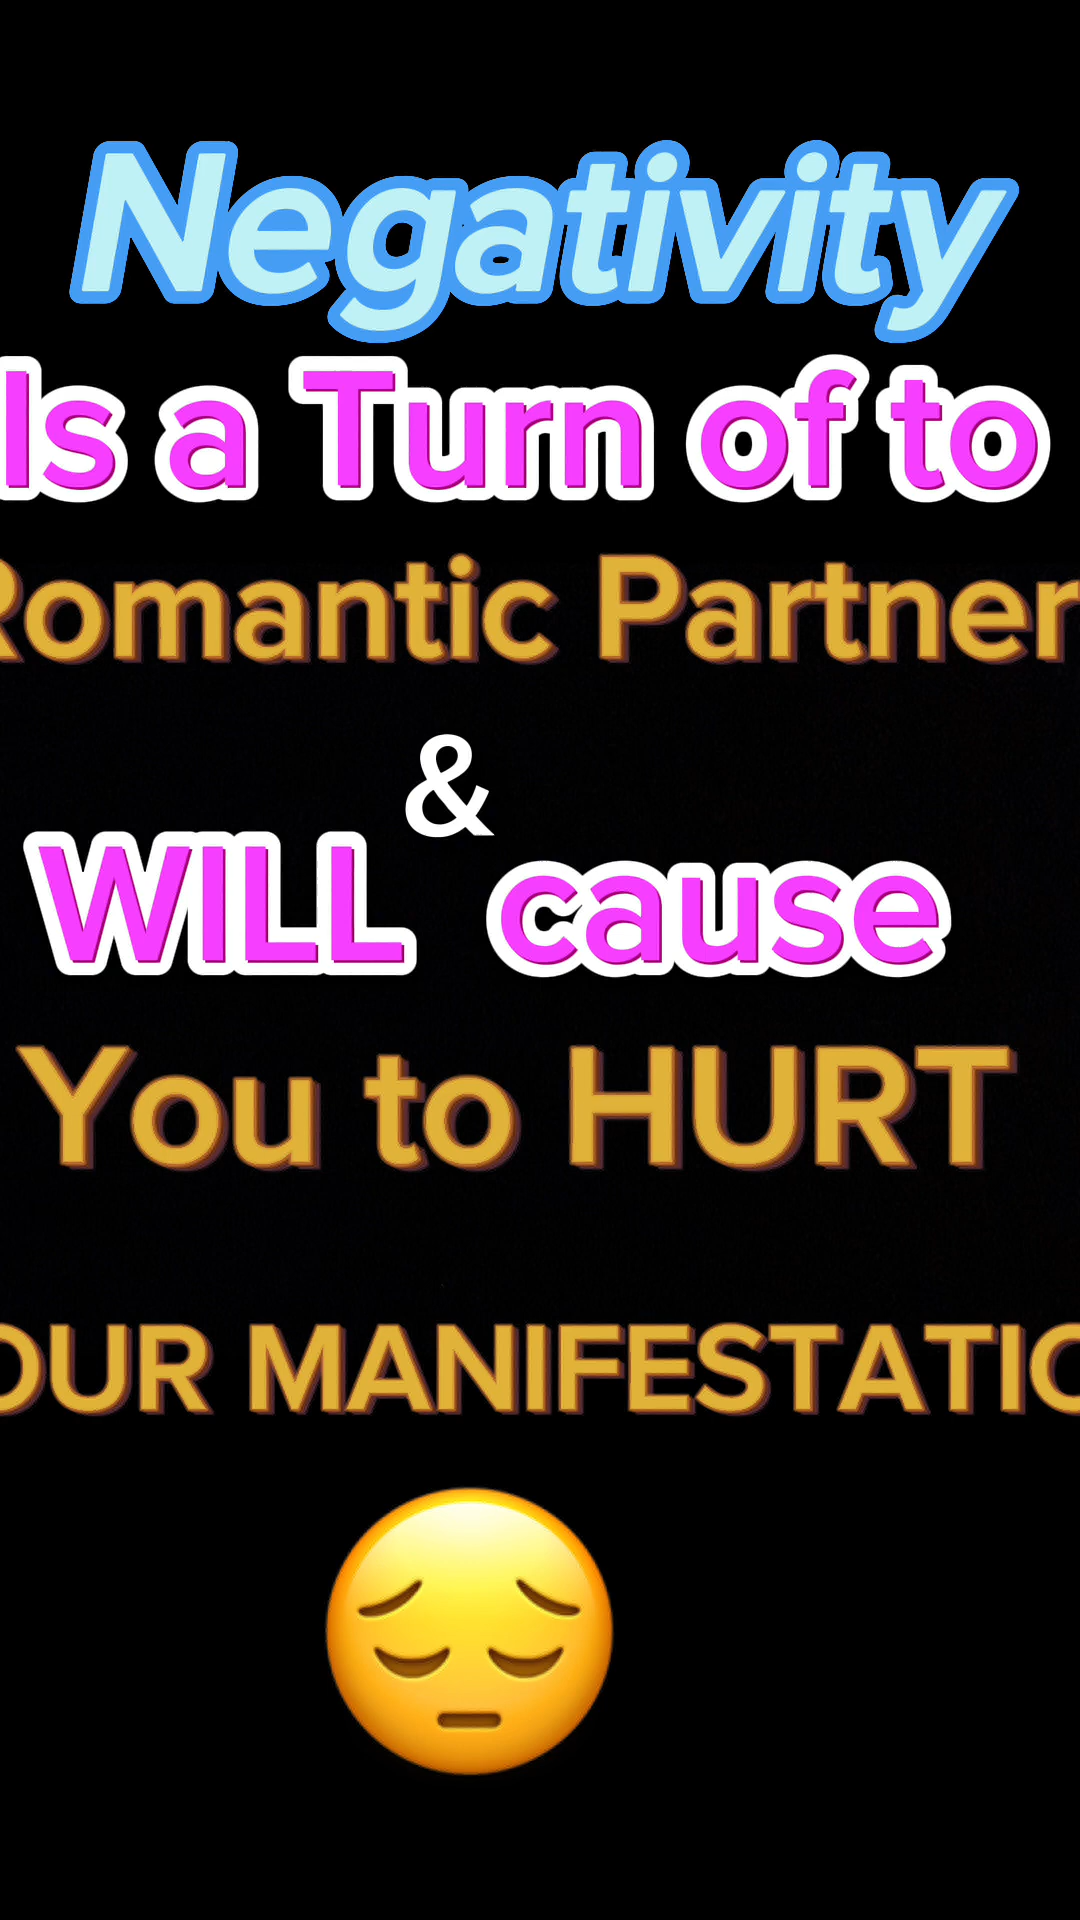 Negativity
Is a Turn of to
Romantic Partner
&
WILL cause
You to HURT
OUR MANIFESTATIO